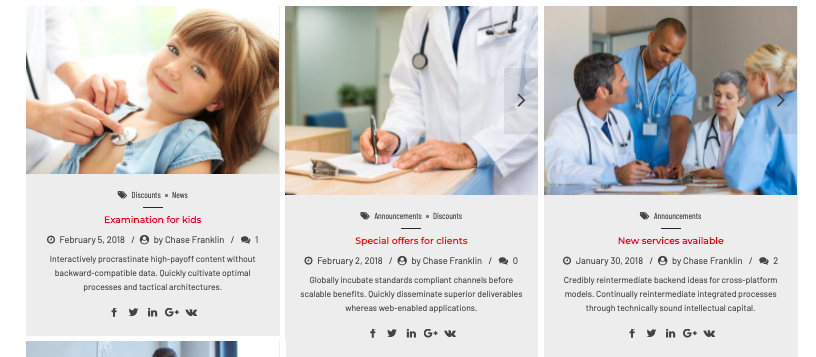 Discounts • News
Examination for kids
February 5, 2018 / by Chase Franklin / 1
Interactively procrastinate high-payoff content without
backward-compatible data. Quickly cultivate optimal
processes and tactical architectures.
Announcements • Discounts
Special offers for clients
February 2, 2018 / by Chase Franklin / 0
Globally incubate standards compliant channels before
scalable benefits. Quickly disseminate superior deliverables
whereas web-enabled applications.
Announcements
New services available
January 30, 2018 / by Chase Franklin / 2
Credibly reintermediate backend ideas for cross-platform
models. Continually reintermediate integrated processes
through technically sound intellectual capital.